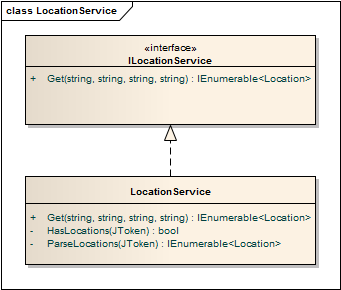 class LocationService
«interface»
ILocationService
+ Get(string, string, string, string) : IEnumerable<Location>
LocationService
+ Get(string, string, string, string) : IEnumerable<Location>
- HasLocations(JToken) : bool
- ParseLocations(JToken) : IEnumerable<Location>